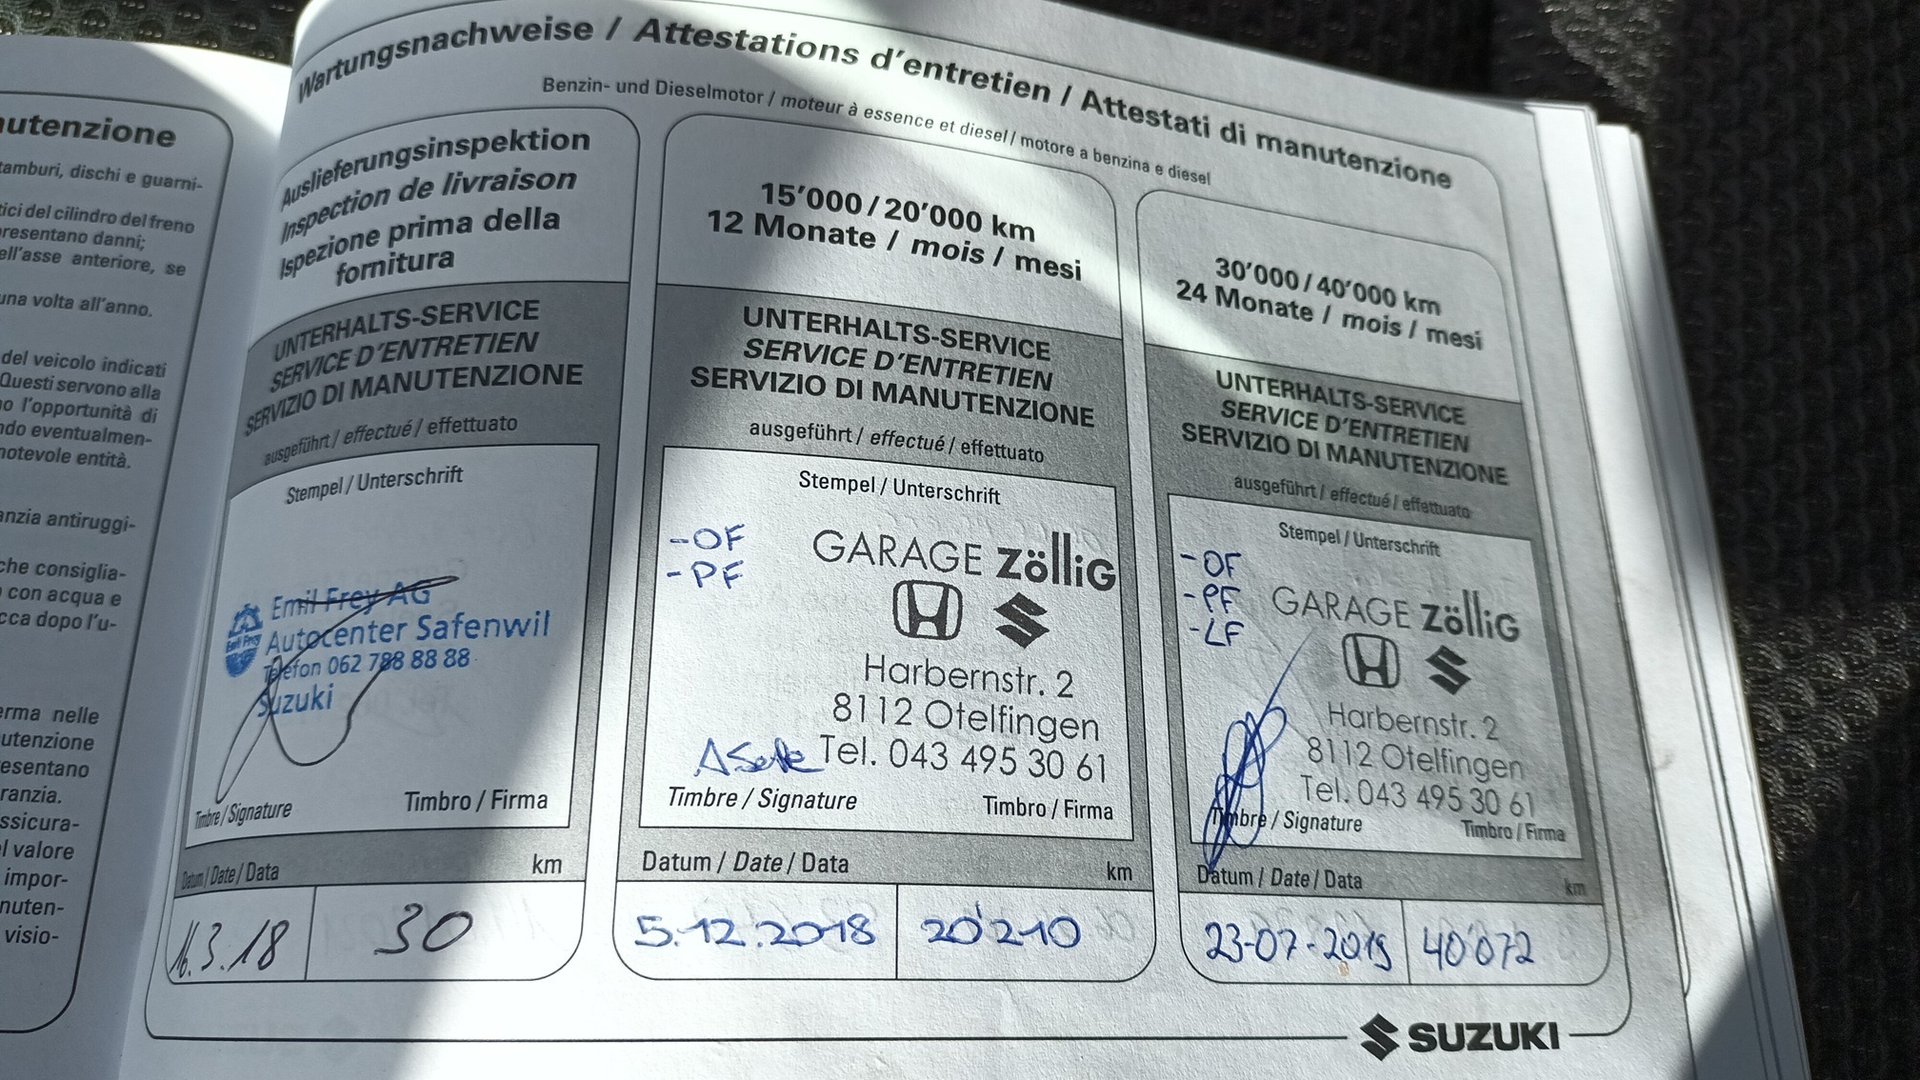 utenzione
tamburi, dischi e guarni-
tici del cilindro del freno
presentano danni;
ell'asse anteriore, se
una volta all'anno.
del veicolo indicati
Questi servono alla
no l'opportunità di
ndo eventualmen-
notevole entità.
anzia antiruggi-
che consiglia-
con acqua e
cca dopo l'u-
erma nelle
utenzione
esentano
ranzia.
ssicura-
l valore
impor-
nuten-
visio-
Wartungsnachweise / Attestations d'entretien / Attestati di manutenzione
Benzin- und Dieselmotor / moteur à essence et diesel / motore a benzina e diesel
Auslieferungsinspektion
Inspection de livraison
Ispezione prima della
fornitura
UNTERHALTS-SERVICE
SERVICE D'ENTRETIEN
SERVIZIO DI MANUTENZIONE
ausgeführt / effectué / effettuato
Stempel / Unterschrift
Emil Frey AG
Autocenter Safenwil
Telefon 062 788 88 88
Suzuki
Timbre / Signature Timbro / Firma
Datum / Date / Data km
16.3.18 30
15'000 / 20'000 km
12 Monate / mois / mesi
UNTERHALTS-SERVICE
SERVICE D'ENTRETIEN
SERVIZIO DI MANUTENZIONE
ausgeführt / effectué / effettuato
Stempel / Unterschrift
-OF
-PF
GARAGE zölliG
Harbernstr. 2
8112 Otelfingen
Tel. 043 495 30 61
Timbre / Signature Timbro / Firma
Datum / Date / Data km
5.12.2018 20'210
30'000 / 40'000 km
24 Monate / mois / mesi
UNTERHALTS-SERVICE
SERVICE D'ENTRETIEN
SERVIZIO DI MANUTENZIONE
ausgeführt / effectué / effettuato
Stempel / Unterschrift
-OF
-PF
-LF
GARAGE zölliG
Harbernstr. 2
8112 Otelfingen
Tel. 043 495 30 61
Timbre / Signature Timbro / Firma
Datum / Date / Data km
23-07-2019 40'072
SUZUKI